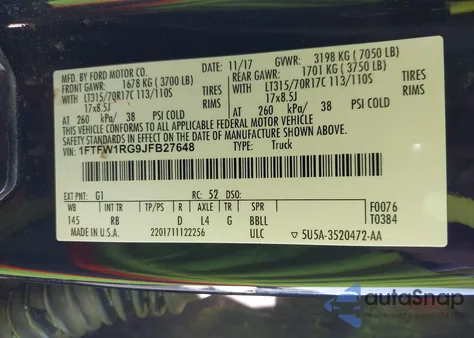 MFD. BY FORD MOTOR CO. 11/17 GVWR: 3198 KG ( 7050 LB)
FRONT GAWR: 1678 KG ( 3700 LB) REAR GAWR: 1701 KG ( 3750 LB)
WITH LT315/70R17C 113/110S TIRES WITH LT315/70R17C 113/110S TIRES
17x8.5J RIMS 17x8.5J RIMS
AT 260 kPa/ 38 PSI COLD AT 260 kPa/ 38 PSI COLD
THIS VEHICLE CONFORMS TO ALL APPLICABLE FEDERAL MOTOR VEHICLE
SAFETY STANDARDS IN EFFECT ON THE DATE OF MANUFACTURE SHOWN ABOVE.
VIN: 1FTFW1RG9JFB27648 TYPE: Truck
EXT PNT: G1 RC: 52 DSO: F0076
WB INT TR TP/PS R AXLE TR SPR T0384
145 RB D L4 G BBLL
MADE IN U.S.A. 2201711122256 ULC ▽ 5U5A-3520472-AA
autoSnap